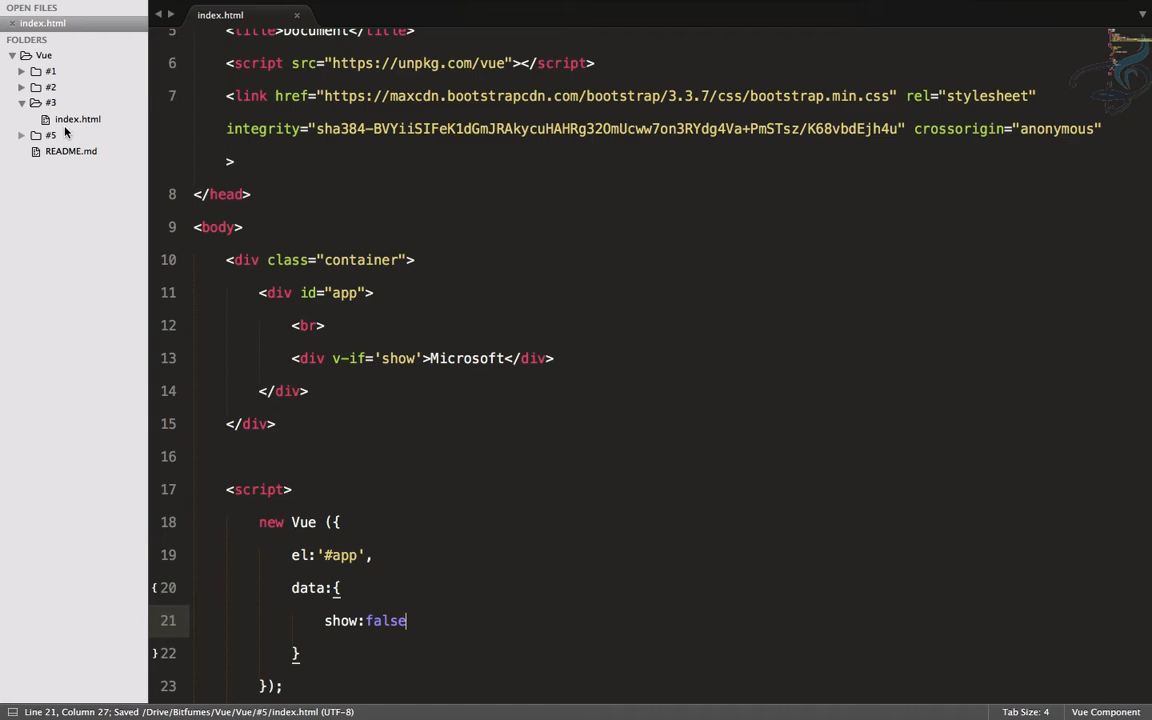 OPEN FILES
× index.html
FOLDERS
Vue
#1
#2
#3
index.html
#5
README.md
index.html ×
5 <title>Document</title>
6 <script src="https://unpkg.com/vue"></script>
7 <link href="https://maxcdn.bootstrapcdn.com/bootstrap/3.3.7/css/bootstrap.min.css" rel="stylesheet"
integrity="sha384-BVYiiSIFeK1dGmJRAkycuHAHRg32OmUcww7on3RYdg4Va+PmSTsz/K68vbdEjh4u" crossorigin="anonymous"
>
8 </head>
9 <body>
10 <div class="container">
11 <div id="app">
12 <br>
13 <div v-if='show'>Microsoft</div>
14 </div>
15 </div>
16
17 <script>
18 new Vue ({
19 el:'#app',
{ 20 data:{
21 show:false
} 22 }
23 });
Line 21, Column 27; Saved /Drive/Bitfumes/Vue/Vue/#5/index.html (UTF-8)
Tab Size: 4
Vue Component